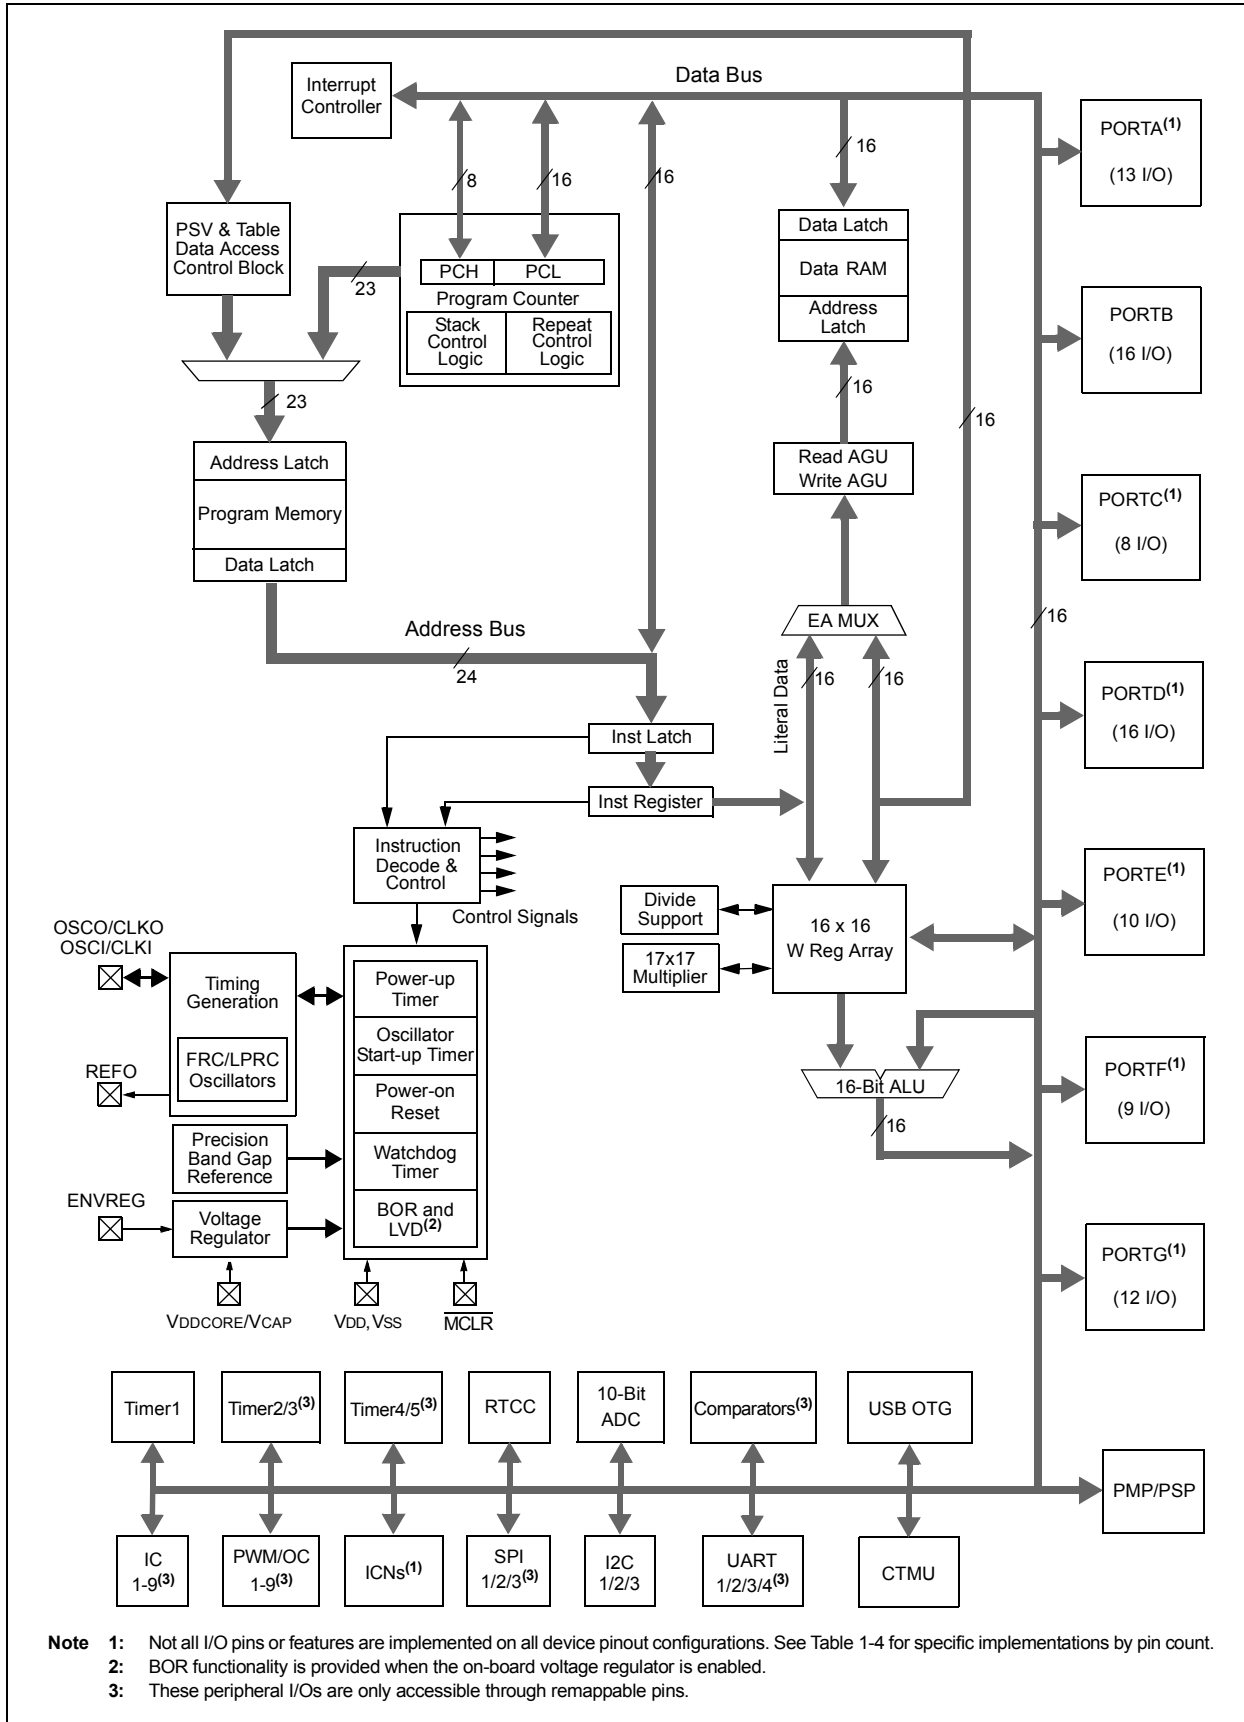 Data Bus
Interrupt
Controller
8
16
16
16
PORTA(1)
(13 I/O)
PSV & Table
Data Access
Control Block
23
PCH
PCL
Program Counter
Stack
Control
Logic
Repeat
Control
Logic
Data Latch
Data RAM
Address
Latch
16
PORTB
(16 I/O)
23
16
Address Latch
Program Memory
Data Latch
Read AGU
Write AGU
PORTC(1)
(8 I/O)
EA MUX
16
Address Bus
24
Literal Data
16
16
PORTD(1)
(16 I/O)
Inst Latch
Inst Register
Instruction
Decode &
Control
Control Signals
Divide
Support
17x17
Multiplier
16 x 16
W Reg Array
PORTE(1)
(10 I/O)
OSCO/CLKO
OSCI/CLKI
Timing
Generation
FRC/LPRC
Oscillators
REFO
Power-up
Timer
Oscillator
Start-up Timer
Power-on
Reset
Watchdog
Timer
BOR and
LVD(2)
16-Bit ALU
16
PORTF(1)
(9 I/O)
Precision
Band Gap
Reference
ENVREG
Voltage
Regulator
PORTG(1)
(12 I/O)
VDDCORE/VCAP
VDD, VSS
MCLR
Timer1
Timer2/3(3)
Timer4/5(3)
RTCC
10-Bit
ADC
Comparators(3)
USB OTG
PMP/PSP
IC
1-9(3)
PWM/OC
1-9(3)
ICNs(1)
SPI
1/2/3(3)
I2C
1/2/3
UART
1/2/3/4(3)
CTMU
Note 1: Not all I/O pins or features are implemented on all device pinout configurations. See Table 1-4 for specific implementations by pin count.
2: BOR functionality is provided when the on-board voltage regulator is enabled.
3: These peripheral I/Os are only accessible through remappable pins.